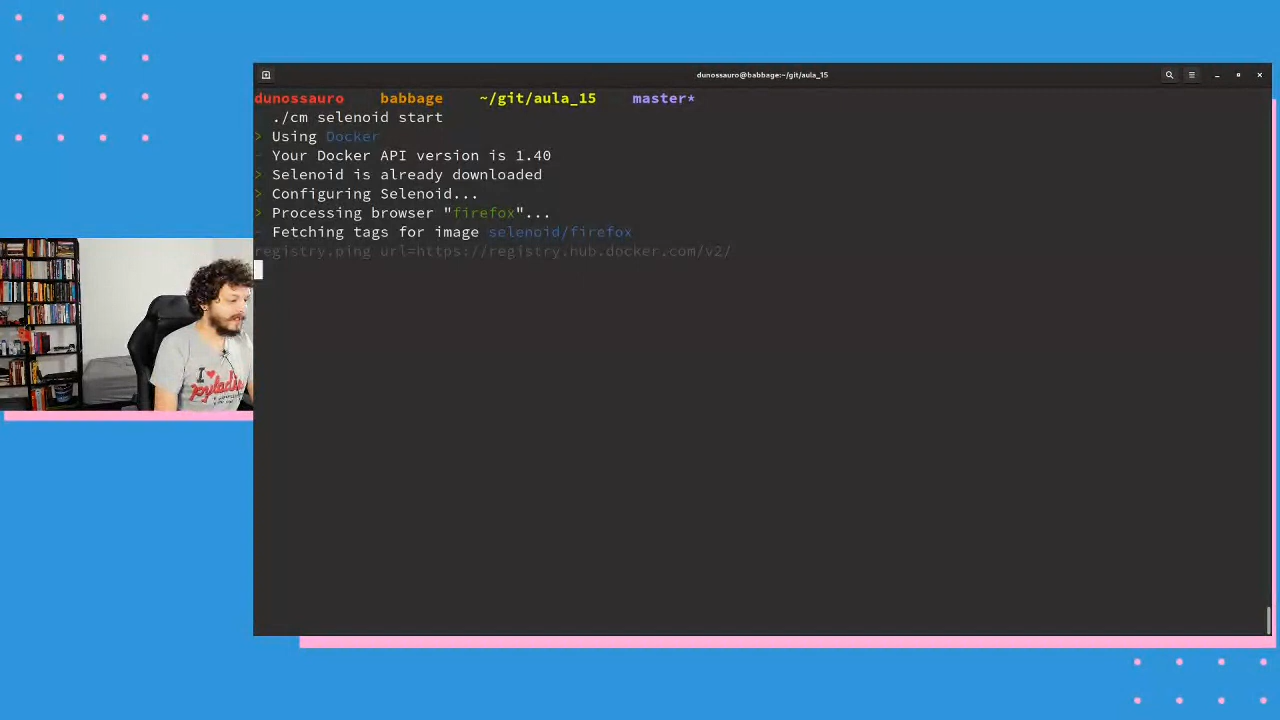 dunossauro@babbage:~/git/aula_15
dunossauro babbage ~/git/aula_15 master*
./cm selenoid start
> Using Docker
- Your Docker API version is 1.40
> Selenoid is already downloaded
> Configuring Selenoid...
> Processing browser "firefox"...
- Fetching tags for image selenoid/firefox
registry.ping url=https://registry.hub.docker.com/v2/
I ♥